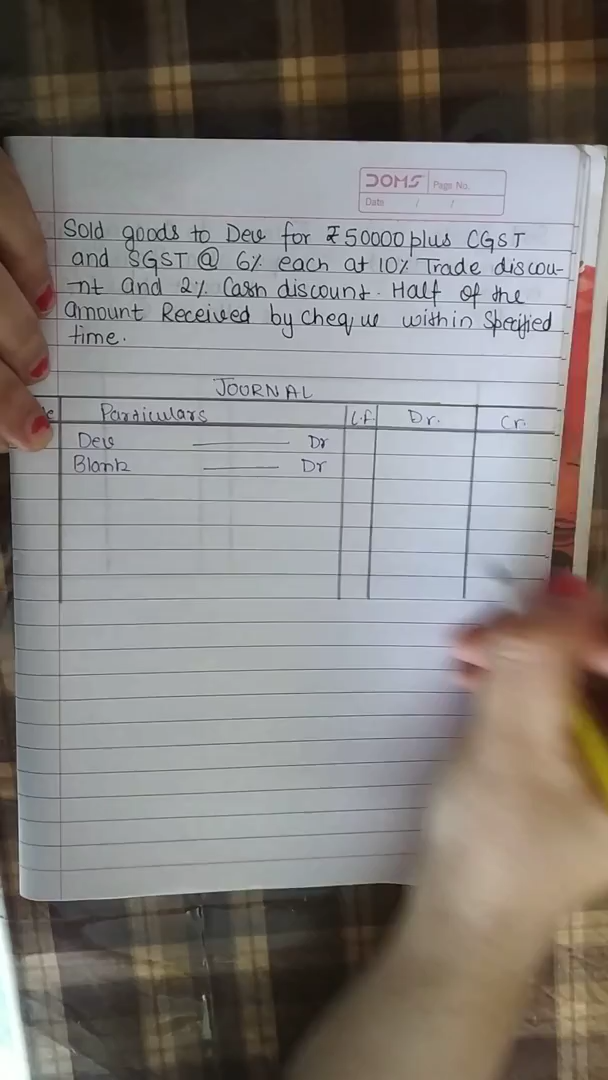 DOMS Page No.
Date / /
Sold goods to Dev for ₹50000 plus CGST
and SGST @ 6% each at 10% Trade discou-
nt and 2% Cash discount. Half of the
amount Received by Cheque within Specified
time.
JOURNAL
Particulars L.f Dr. Cr.
Dev Dr
Blank Dr